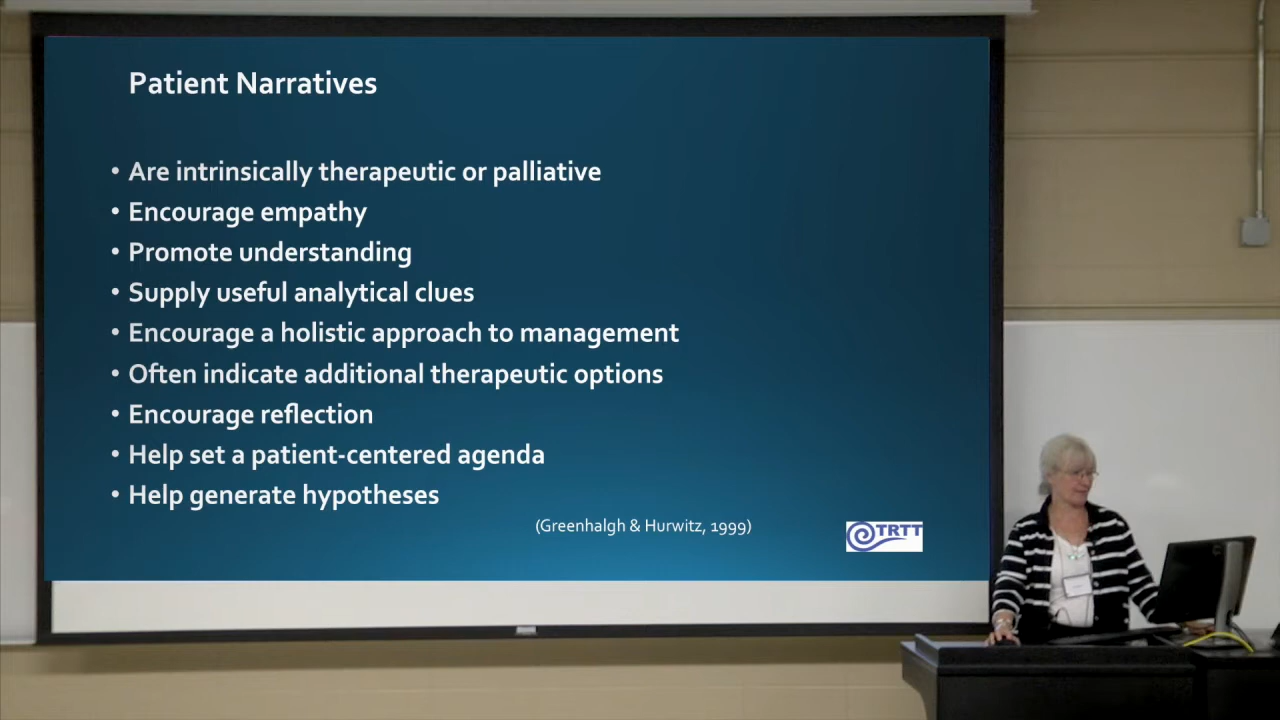 Patient Narratives
• Are intrinsically therapeutic or palliative
• Encourage empathy
• Promote understanding
• Supply useful analytical clues
• Encourage a holistic approach to management
• Often indicate additional therapeutic options
• Encourage reflection
• Help set a patient-centered agenda
• Help generate hypotheses
(Greenhalgh & Hurwitz, 1999)
TRTT